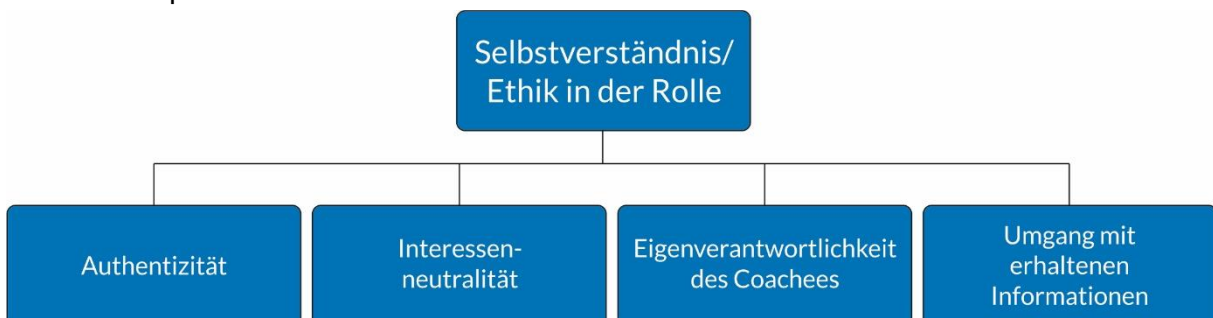 Selbstverständnis/
Ethik in der Rolle
Authentizität
Interessen-
neutralität
Eigenverantwortlichkeit
des Coachees
Umgang mit
erhaltenen
Informationen